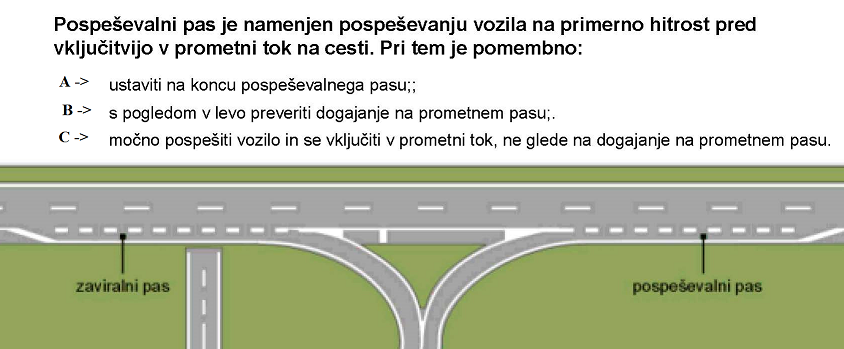 Pospeševalni pas je namenjen pospeševanju vozila na primerno hitrost pred
vključitvijo v prometni tok na cesti. Pri tem je pomembno:
A -> ustaviti na koncu pospeševalnega pasu;;
B -> s pogledom v levo preveriti dogajanje na prometnem pasu;.
C -> močno pospešiti vozilo in se vključiti v prometni tok, ne glede na dogajanje na prometnem pasu.
zaviralni pas
pospeševalni pas